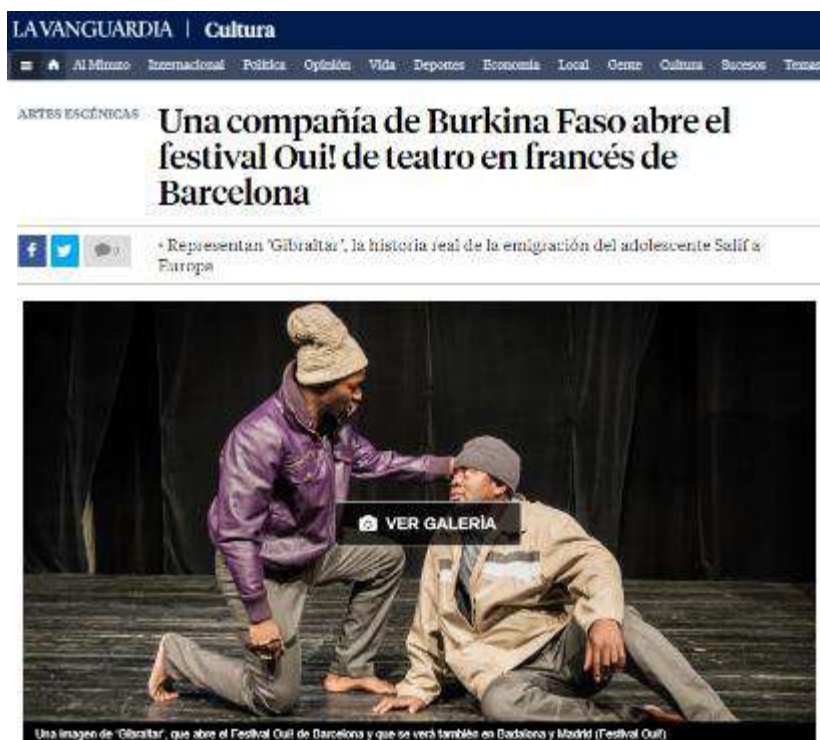 LA VANGUARDIA | Cultura
Al Minuto Internacional Política Opinión Vida Deportes Economía Local Gente Cultura Sucesos Temas
ARTES ESCÉNICAS
Una compañía de Burkina Faso abre el
festival Oui! de teatro en francés de
Barcelona
f
0
• Representan 'Gibraltar', la historia real de la emigración del adolescente Salif a
Europa
VER GALERÍA
Una imagen de 'Gibraltar', que abre el Festival Oui! de Barcelona y que se verá también en Badalona y Madrid (Festival Oui!)